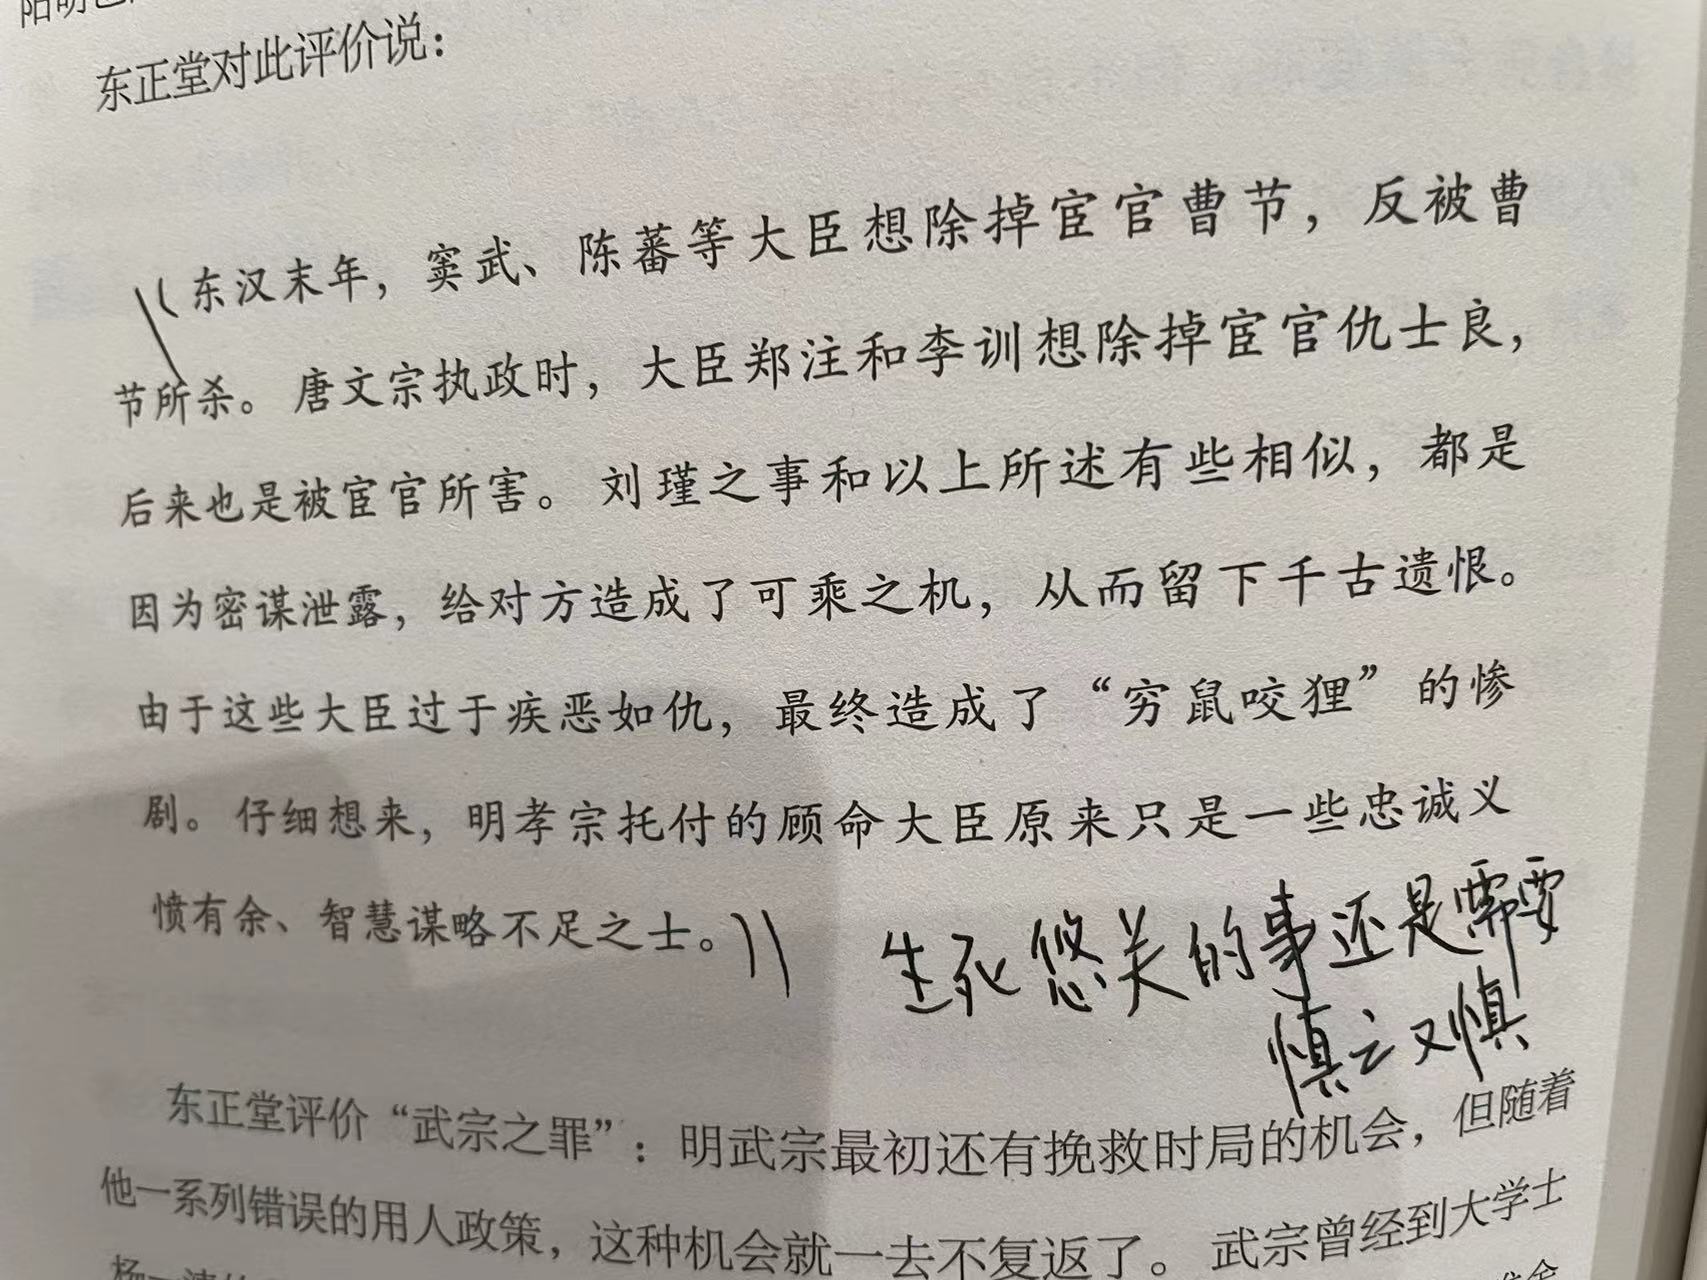 阳明
东正堂对此评价说：
东汉末年，窦武、陈蕃等大臣想除掉宦官曹节，反被曹
节所杀。唐文宗执政时，大臣郑注和李训想除掉宦官仇士良，
后来也是被宦官所害。刘瑾之事和以上所述有些相似，都是
因为密谋泄露，给对方造成了可乘之机，从而留下千古遗恨。
由于这些大臣过于疾恶如仇，最终造成了“穷鼠咬狸”的惨
剧。仔细想来，明孝宗托付的顾命大臣原来只是一些忠诚义
愤有余、智慧谋略不足之士。
生死悠关的事还是需要
慎之又慎
东正堂评价“武宗之罪”：明武宗最初还有挽救时局的机会，但随着
他一系列错误的用人政策，这种机会就一去不复返了。武宗曾经到大学士
杨一清